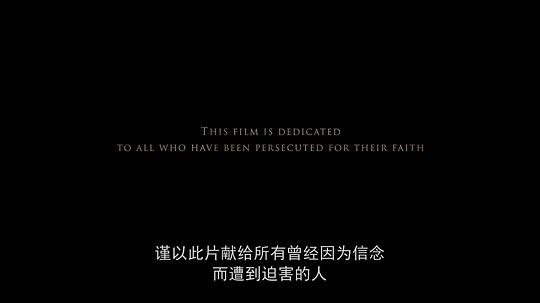 THIS FILM IS DEDICATED
TO ALL WHO HAVE BEEN PERSECUTED FOR THEIR FAITH
谨以此片献给所有曾经因为信念
而遭到迫害的人